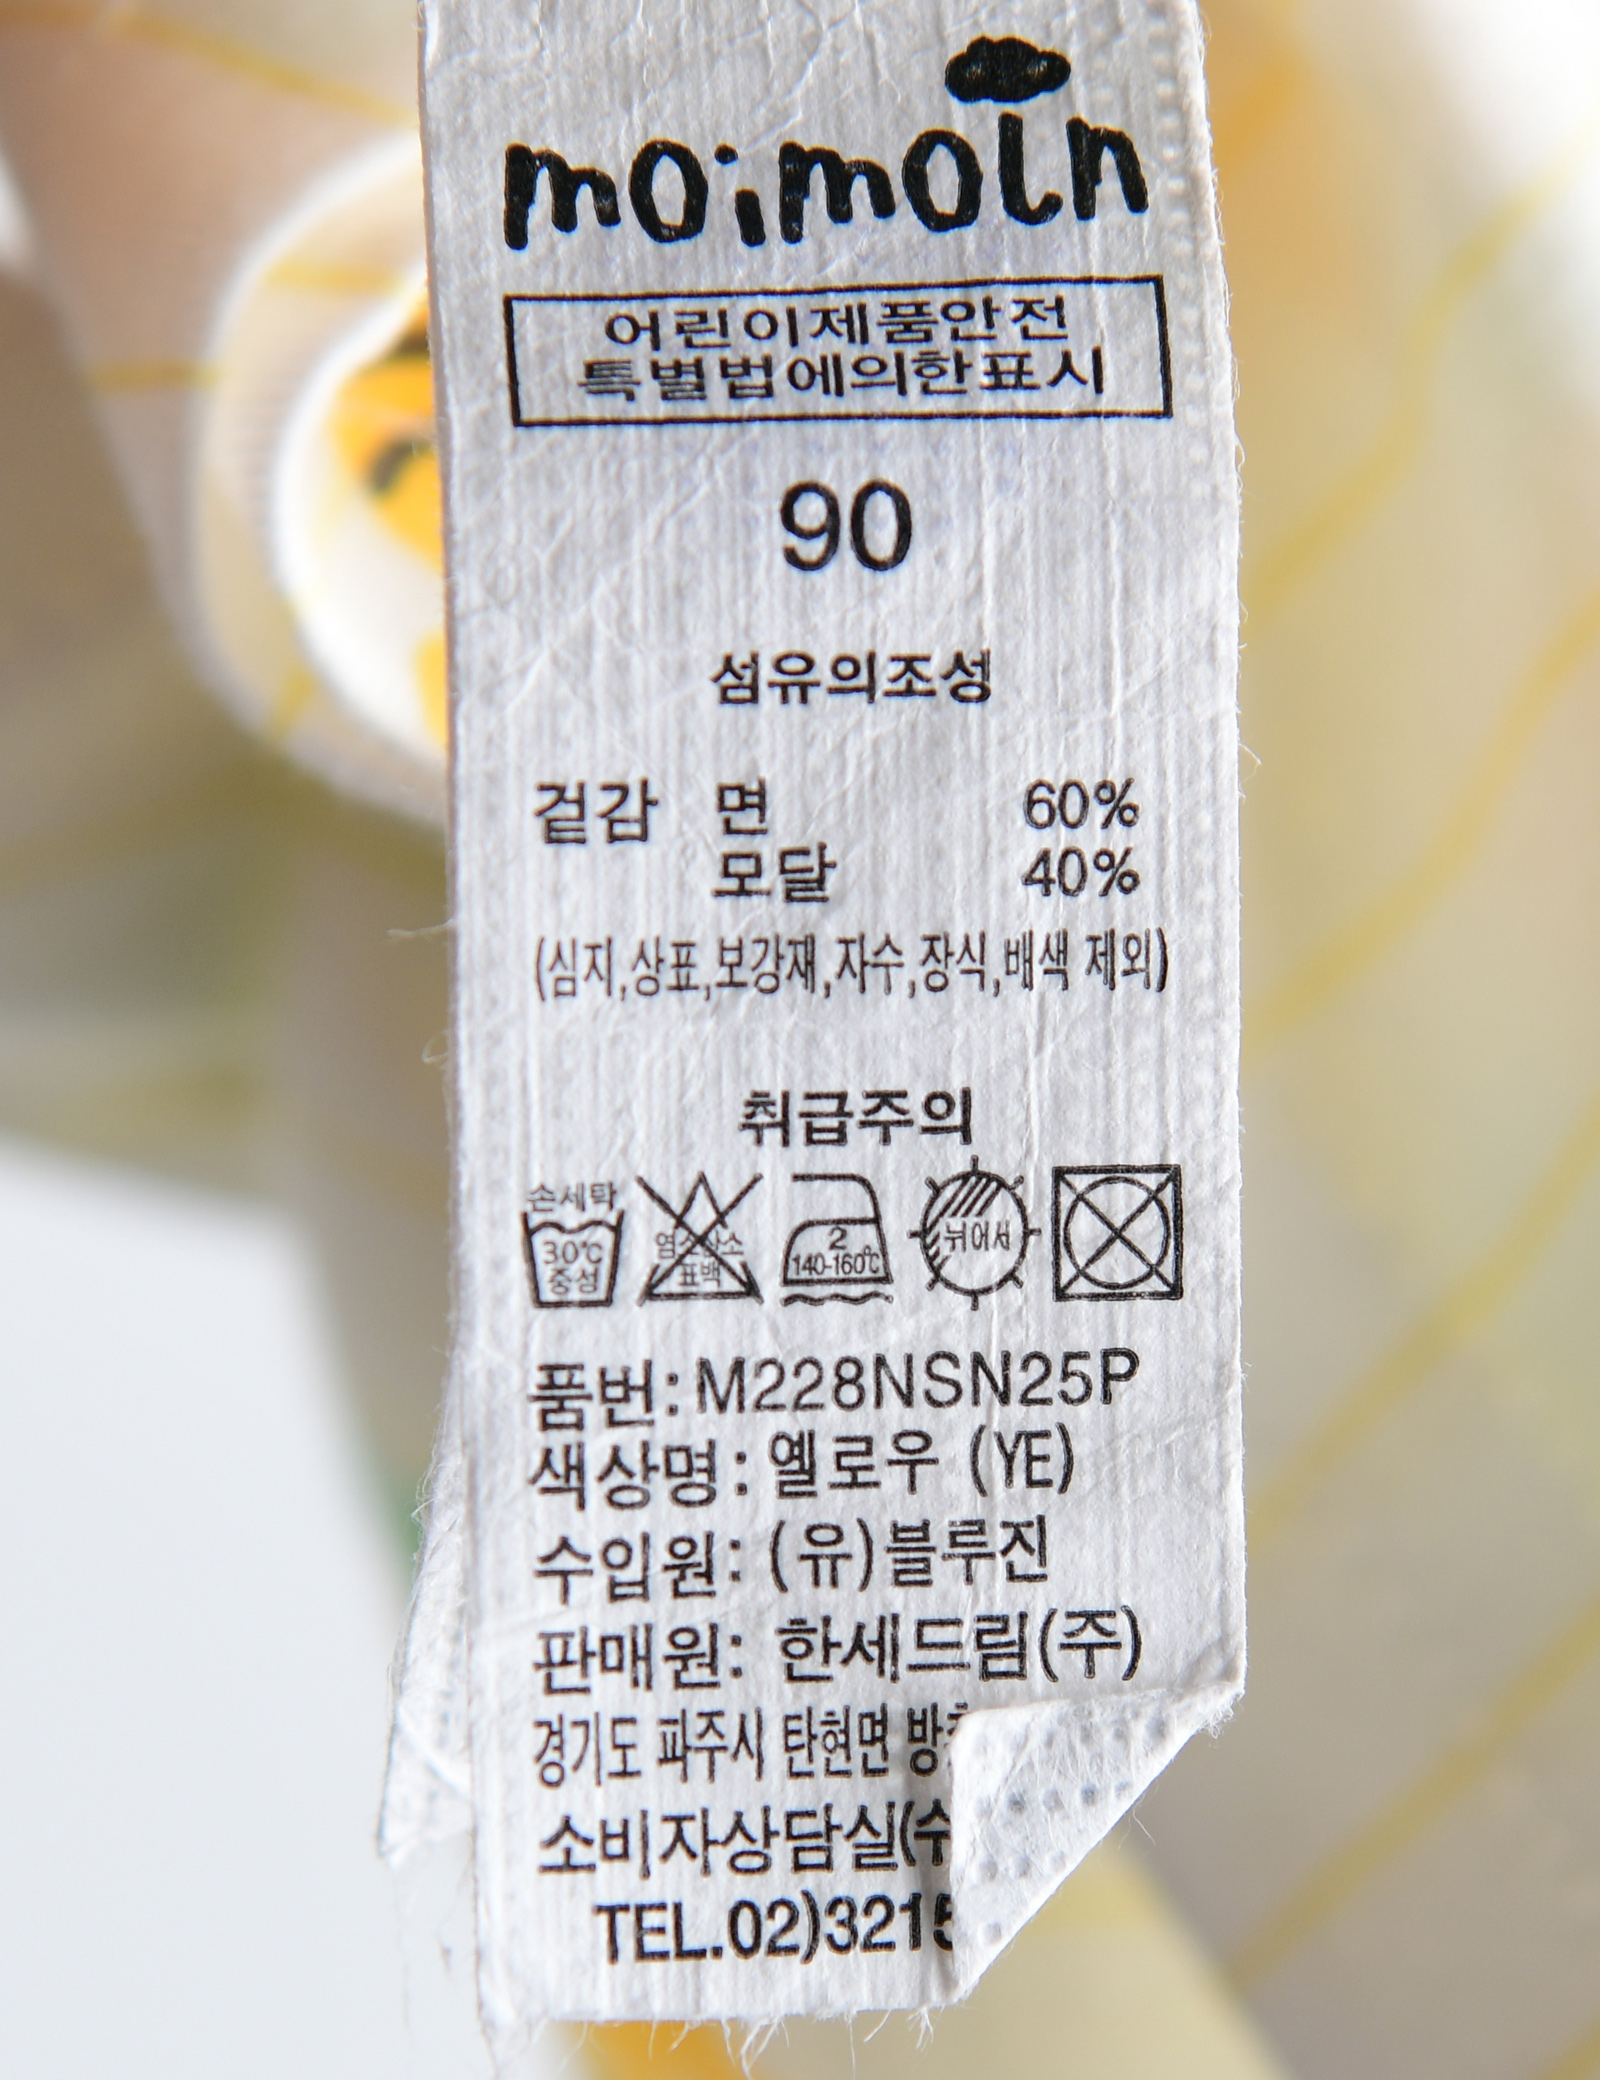 moimoln
어린이제품안전
특별법에의한표시
90
섬유의조성
겉감 면 60%
모달 40%
(심지,상표,보강재,자수,장식,배색 제외)
취급주의
손세탁
30℃
중성
염소산소
표백
2
140-160℃
뉘어서
품번: M228NSN25P
색상명: 옐로우 (YE)
수입원: (유)블루진
판매원: 한세드림(주)
경기도 파주시 탄현면
소비자상담실(수
TEL.02)3215